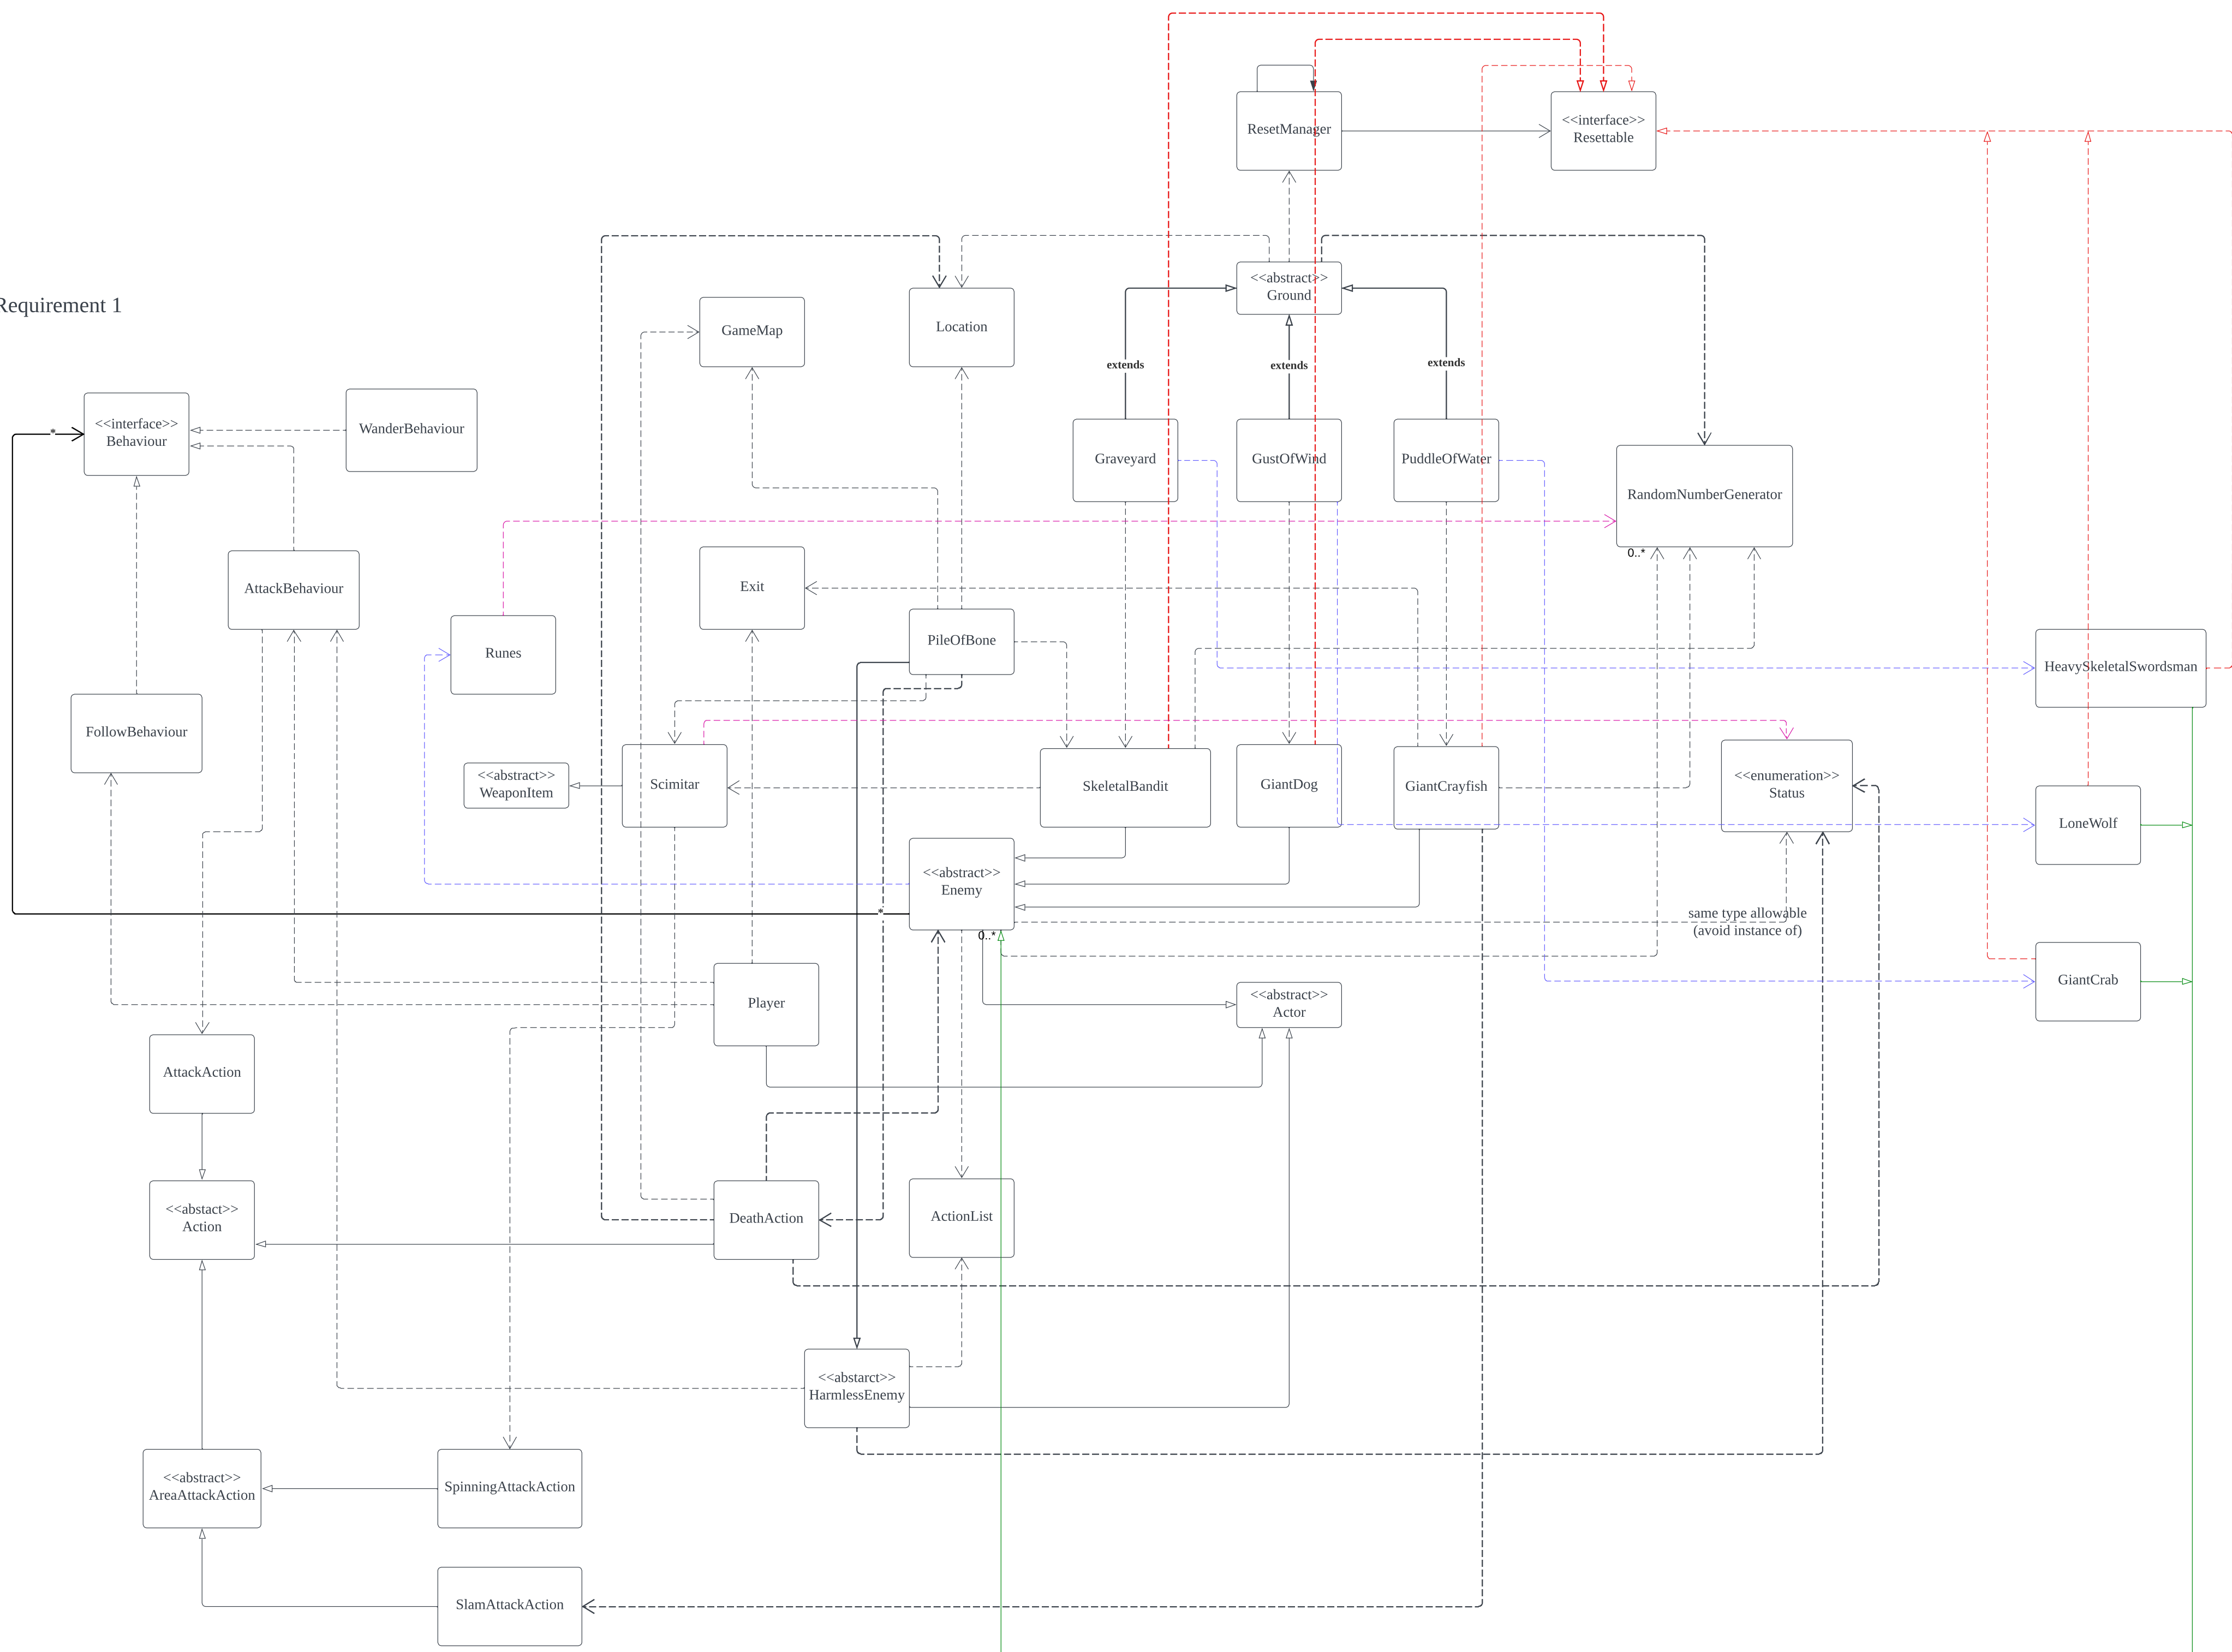 ResetManager
<<interface>>
Resettable
<<abstract>>
Ground
Requirement 1
GameMap
Location
extends
extends
extends
<<interface>>
Behaviour
*
WanderBehaviour
Graveyard
GustOfWind
PuddleOfWater
RandomNumberGenerator
0..*
AttackBehaviour
Exit
Runes
PileOfBone
HeavySkeletalSwordsman
FollowBehaviour
<<abstract>>
WeaponItem
Scimitar
SkeletalBandit
GiantDog
GiantCrayfish
<<enumeration>>
Status
LoneWolf
<<abstract>>
Enemy
*
0..*
same type allowable
(avoid instance of)
GiantCrab
Player
<<abstract>>
Actor
AttackAction
<<abstact>>
Action
DeathAction
ActionList
<<abstarct>>
HarmlessEnemy
<<abstract>>
AreaAttackAction
SpinningAttackAction
SlamAttackAction